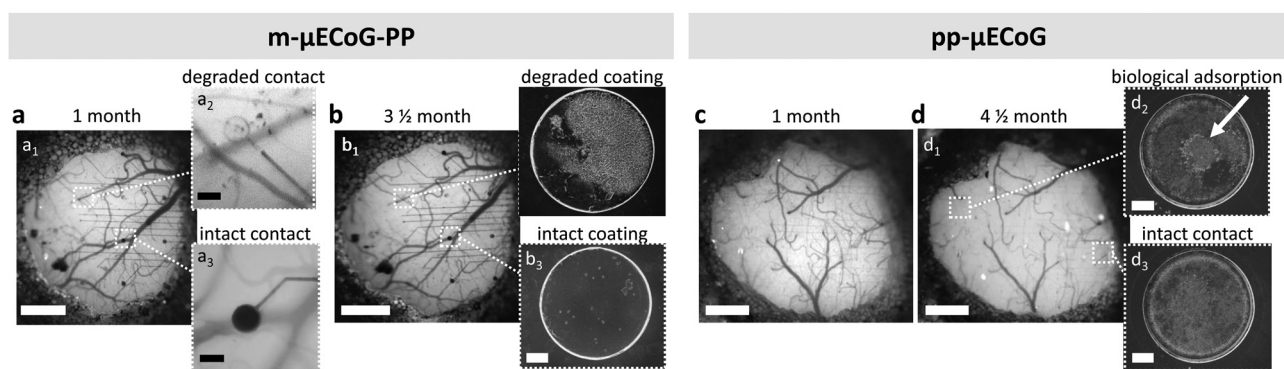 m-µECoG-PP
pp-µECoG
degraded contact
degraded coating
biological adsorption
a 1 month
a2
b 3 ½ month
c 1 month
d 4 ½ month
d2
a1
b1
d1
intact contact
intact coating
intact contact
a3
b3
d3